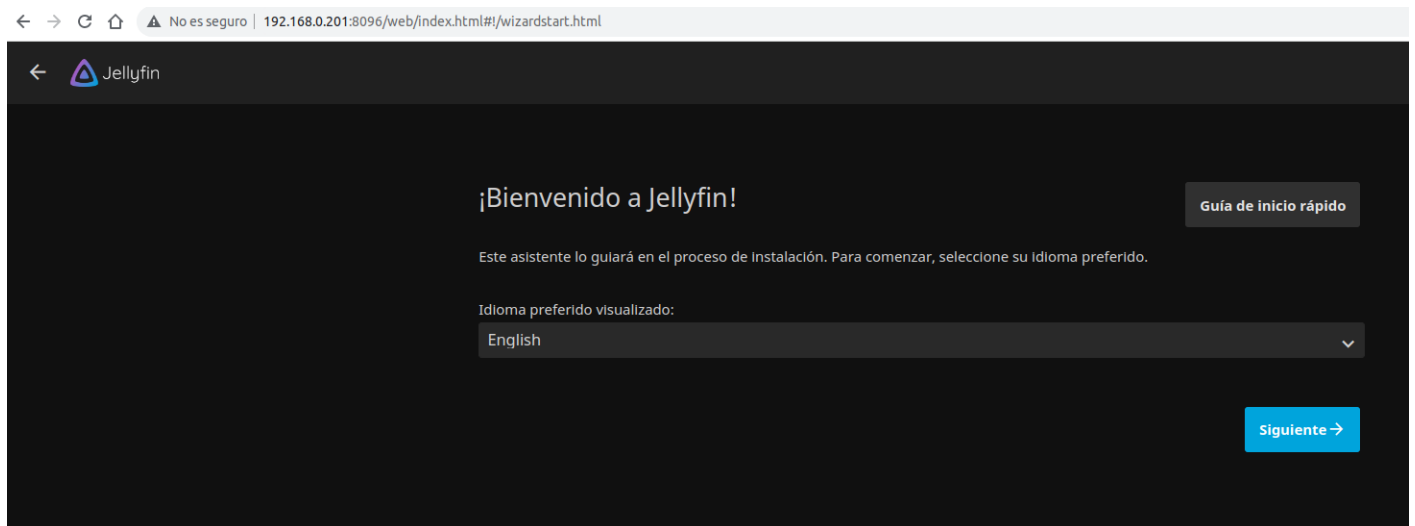 No es seguro | 192.168.0.201:8096/web/index.html#!/wizardstart.html
Jellyfin
¡Bienvenido a Jellyfin!
Guía de inicio rápido
Este asistente lo guiará en el proceso de instalación. Para comenzar, seleccione su idioma preferido.
Idioma preferido visualizado:
English
Siguiente →